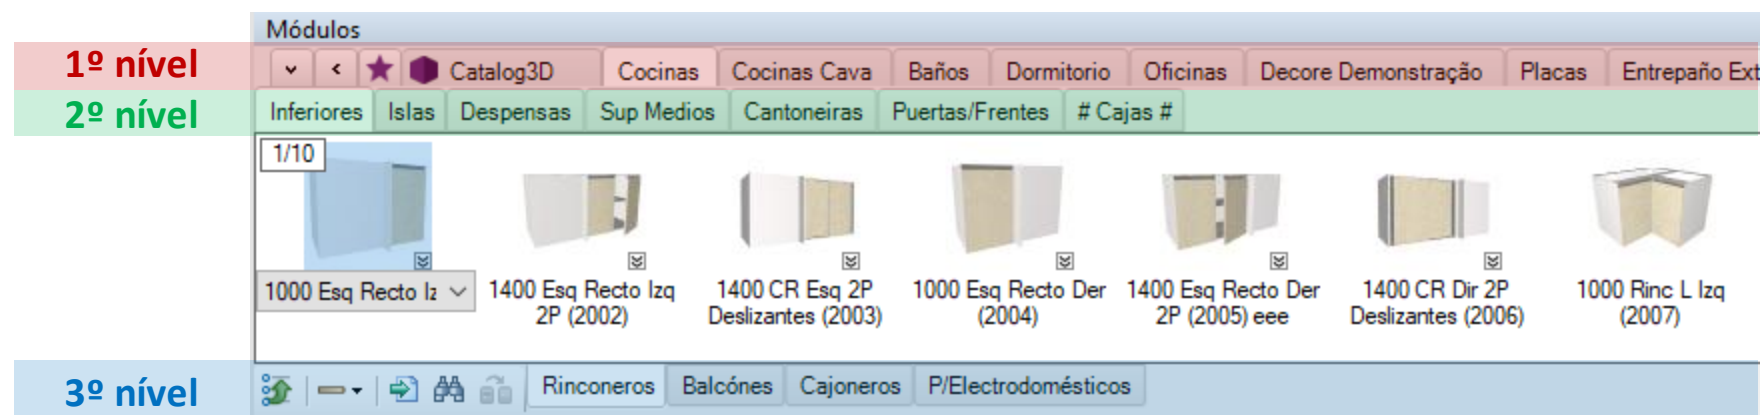 Módulos
1º nível
Catalog3D Cocinas Cocinas Cava Baños Dormitorio Oficinas Decore Demonstração Placas Entrepaño Ext
2º nível
Inferiores Islas Despensas Sup Medios Cantoneiras Puertas/Frentes # Cajas #
1/10
1000 Esq Recto Iz
1400 Esq Recto Izq
2P (2002)
1400 CR Esq 2P
Deslizantes (2003)
1000 Esq Recto Der
(2004)
1400 Esq Recto Der
2P (2005) eee
1400 CR Dir 2P
Deslizantes (2006)
1000 Rinc L Izq
(2007)
3º nível
Rinconeros Balcónes Cajoneros P/Electrodomésticos